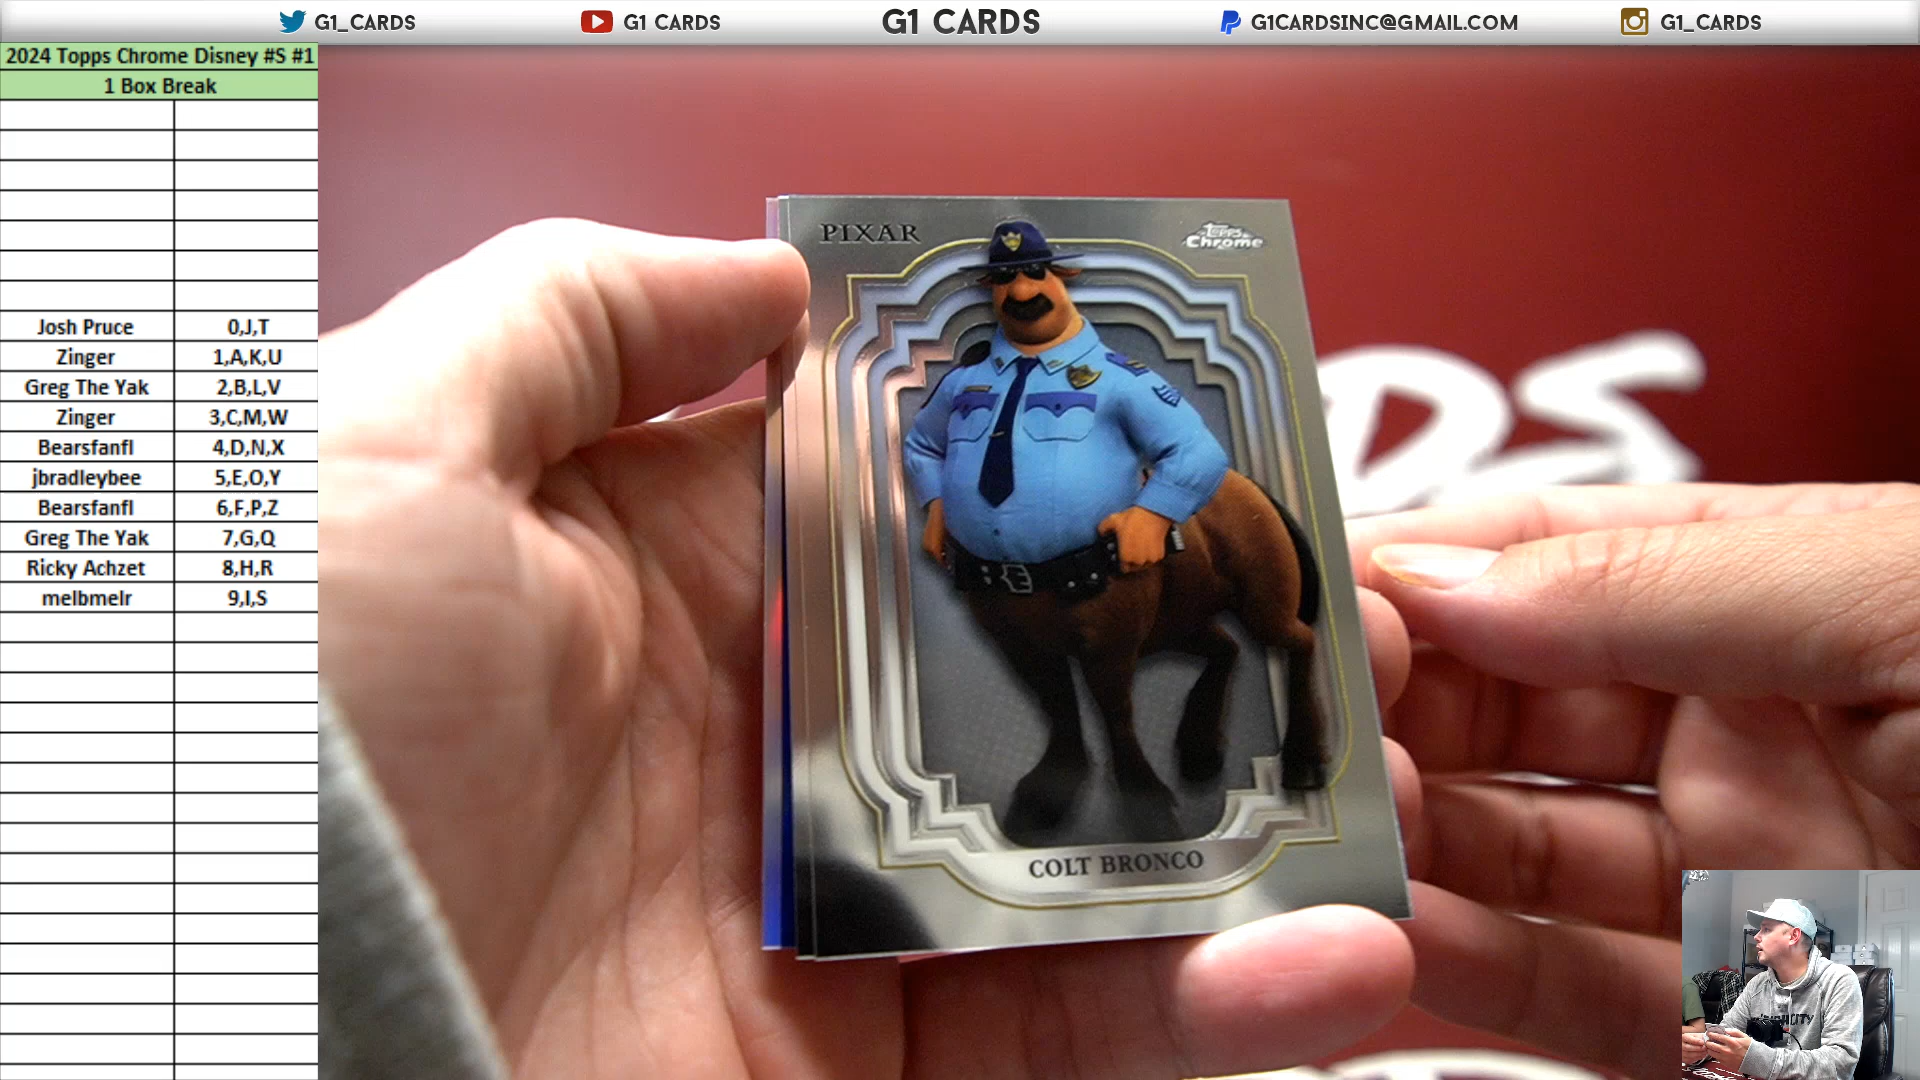 G1_CARDS
G1 CARDS
G1 CARDS
G1CARDSINC@GMAIL.COM
G1_CARDS
2024 Topps Chrome Disney #S #1
1 Box Break
Josh Pruce 0,J,T
Zinger 1,A,K,U
Greg The Yak 2,B,L,V
Zinger 3,C,M,W
Bearsfanfl 4,D,N,X
jbradleybee 5,E,O,Y
Bearsfanfl 6,F,P,Z
Greg The Yak 7,G,Q
Ricky Achzet 8,H,R
melbmelr 9,I,S
PIXAR
Topps
Chrome
COLT BRONCO